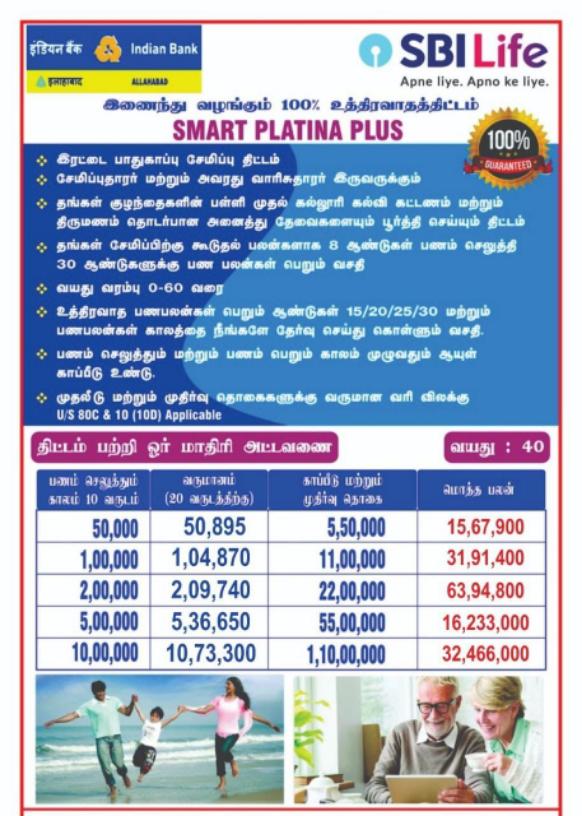 इंडियन बैंक Indian Bank
इलाहाबाद ALLAHABAD
SBI Life
Apne liye. Apno ke liye.
இணைந்து வழங்கும் 100% உத்திரவாதத்திட்டம்
SMART PLATINA PLUS
100%
GUARANTEED
இரட்டை பாதுகாப்பு சேமிப்பு திட்டம்
சேமிப்புதாரர் மற்றும் அவரது வாரிசுதாரர் இருவருக்கும்
தங்கள் குழந்தைகளின் பள்ளி முதல் கல்லூரி கல்வி கட்டணம் மற்றும்
திருமணம் தொடர்பான அனைத்து தேவைகளையும் பூர்த்தி செய்யும் திட்டம்
தங்கள் சேமிப்பிற்கு கூடுதல் பலன்களாக 8 ஆண்டுகள் பணம் செலுத்தி
30 ஆண்டுகளுக்கு பண பலன்கள் பெறும் வசதி
வயது வரம்பு 0-60 வரை
உத்திரவாத பணபலன்கள் பெறும் ஆண்டுகள் 15/20/25/30 மற்றும்
பணபலன்கள் காலத்தை நீங்களே தேர்வு செய்து கொள்ளும் வசதி.
பணம் செலுத்தும் மற்றும் பணம் பெறும் காலம் முழுவதும் ஆயுள்
காப்பீடு உண்டு.
முதலீடு மற்றும் முதிர்வு தொகைகளுக்கு வருமான வரி விலக்கு
U/S 80C & 10 (10D) Applicable
திட்டம் பற்றி ஓர் மாதிரி அட்டவணை வயது : 40
பணம் செலுத்தும் காலம் 10 வருடம் வருமானம் (20 வருடத்திற்கு) காப்பீடு மற்றும் முதிர்வு தொகை மொத்த பலன்
50,000 50,895 5,50,000 15,67,900
1,00,000 1,04,870 11,00,000 31,91,400
2,00,000 2,09,740 22,00,000 63,94,800
5,00,000 5,36,650 55,00,000 16,233,000
10,00,000 10,73,300 1,10,00,000 32,466,000